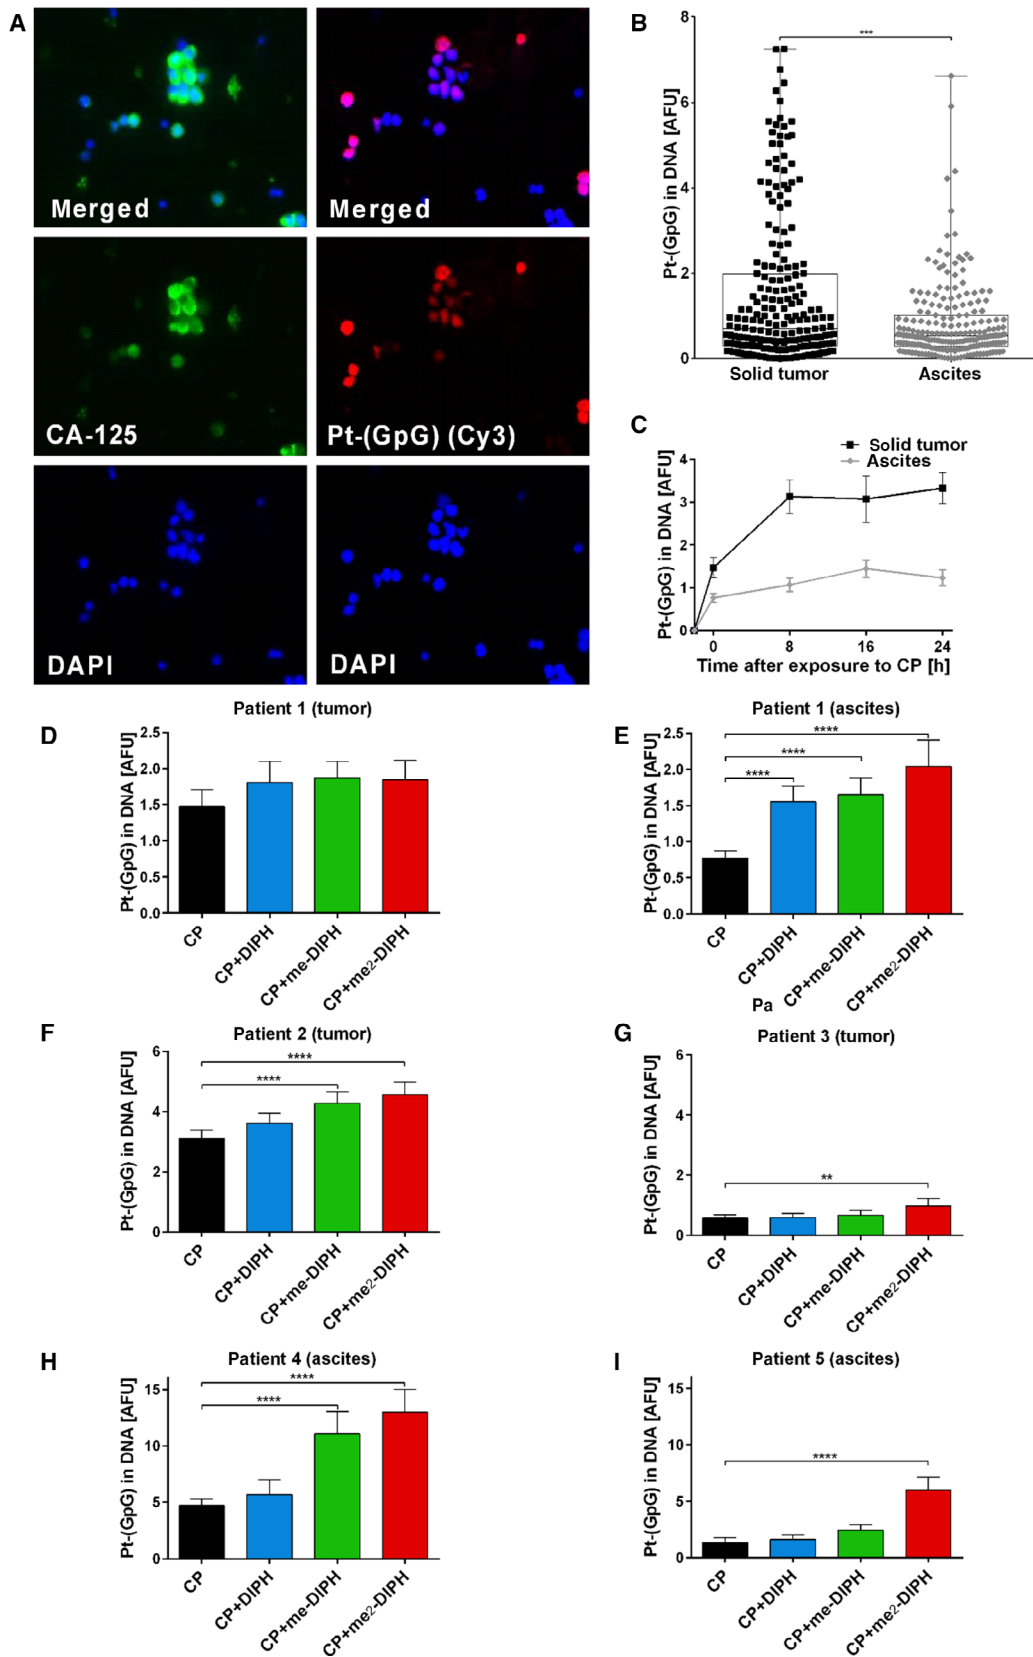 A
Merged
Merged
CA-125
Pt-(GpG) (Cy3)
DAPI
DAPI
B
Pt-(GpG) in DNA [AFU]
8
6
4
2
0
***
Solid tumor
Ascites
C
Solid tumor
Ascites
Pt-(GpG) in DNA [AFU]
4
3
2
1
0
0
8
16
24
Time after exposure to CP [h]
D
Patient 1 (tumor)
Pt-(GpG) in DNA [AFU]
2.5
2.0
1.5
1.0
0.5
0.0
CP
CP+DIPH
CP+me-DIPH
CP+me2-DIPH
E
Patient 1 (ascites)
Pt-(GpG) in DNA [AFU]
2.5
2.0
1.5
1.0
0.5
0.0
****
****
****
CP
CP+DIPH
CP+me-DIPH
CP+me2-DIPH
Pa
F
Patient 2 (tumor)
Pt-(GpG) in DNA [AFU]
6
4
2
0
****
****
CP
CP+DIPH
CP+me-DIPH
CP+me2-DIPH
G
Patient 3 (tumor)
Pt-(GpG) in DNA [AFU]
6
4
2
0
**
CP
CP+DIPH
CP+me-DIPH
CP+me2-DIPH
H
Patient 4 (ascites)
Pt-(GpG) in DNA [AFU]
15
10
5
0
****
****
CP
CP+DIPH
CP+me-DIPH
CP+me2-DIPH
I
Patient 5 (ascites)
Pt-(GpG) in DNA [AFU]
15
10
5
0
****
CP
CP+DIPH
CP+me-DIPH
CP+me2-DIPH